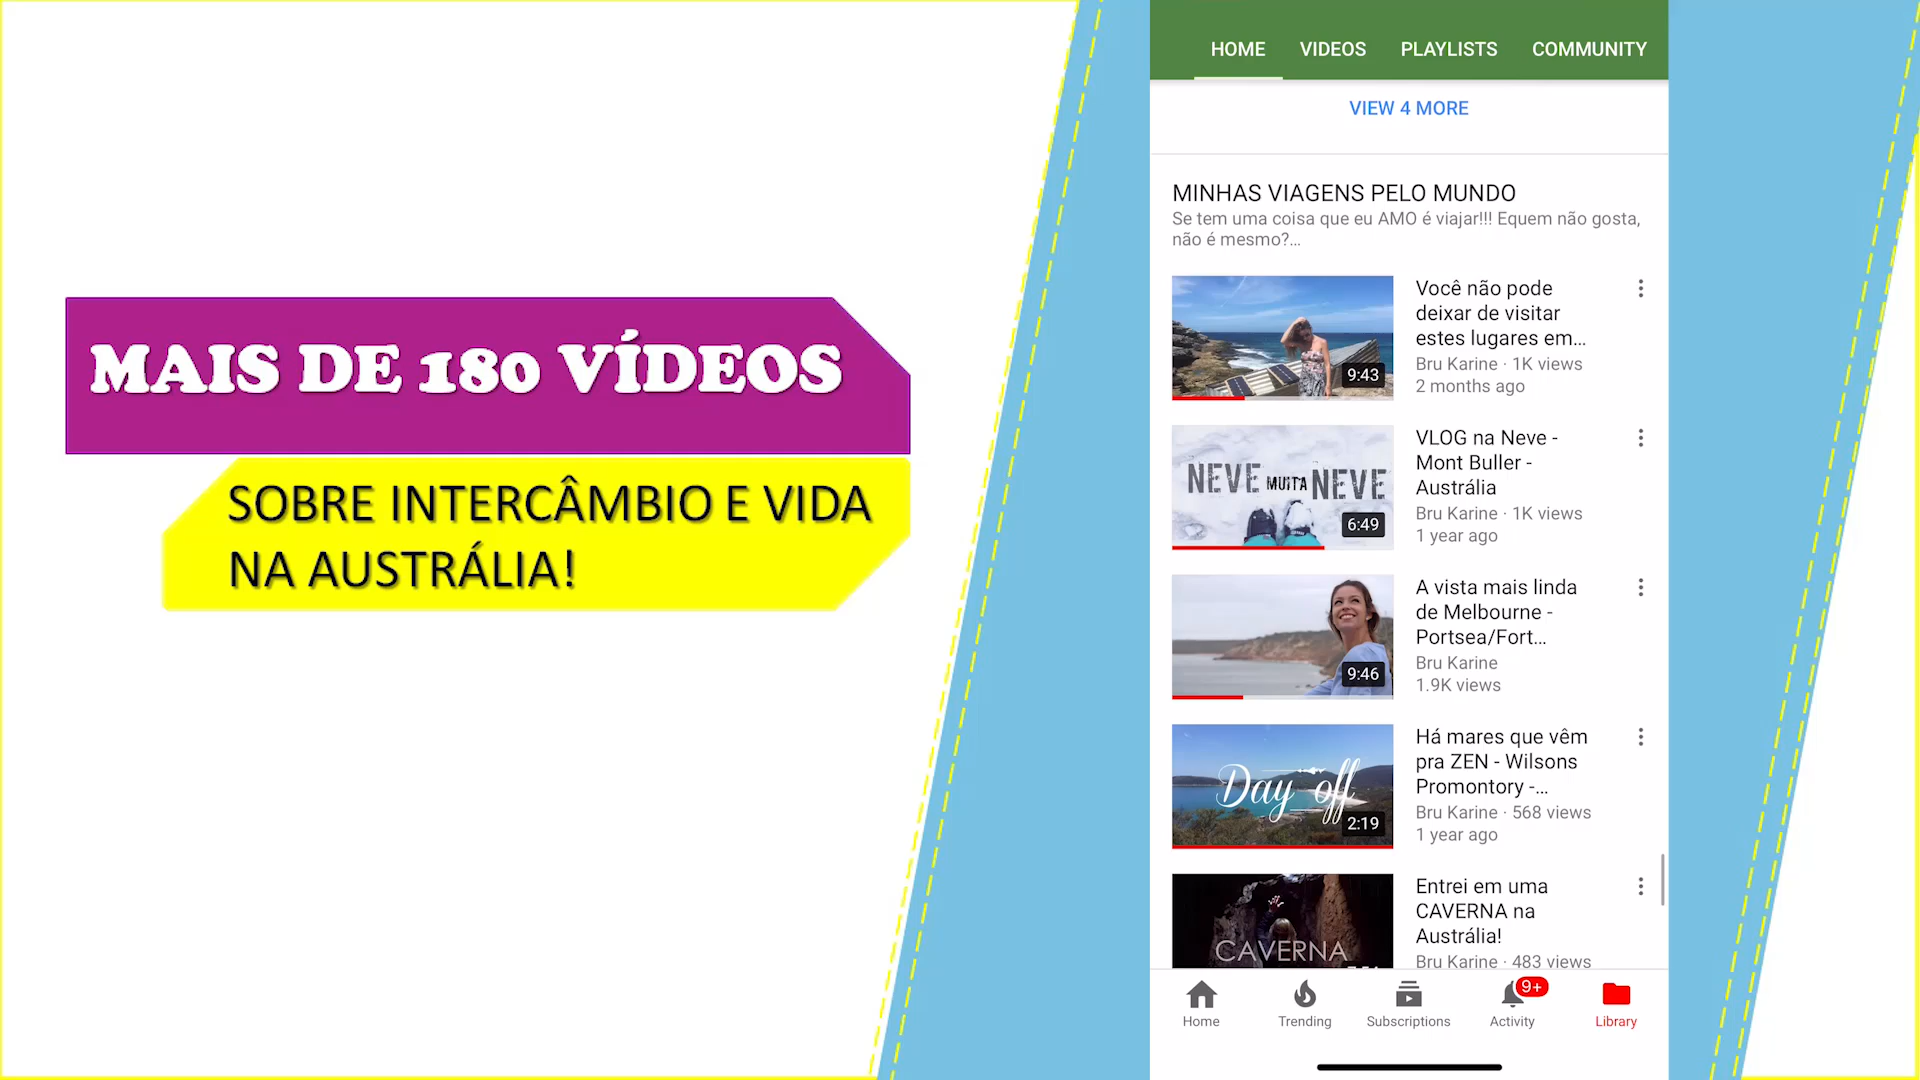 MAIS DE 180 VÍDEOS
SOBRE INTERCÂMBIO E VIDA
NA AUSTRÁLIA!
HOME VIDEOS PLAYLISTS COMMUNITY
VIEW 4 MORE
MINHAS VIAGENS PELO MUNDO
Se tem uma coisa que eu AMO é viajar!!! Equem não gosta,
não é mesmo?...
9:43
Você não pode
deixar de visitar
estes lugares em...
Bru Karine · 1K views
2 months ago
NEVE MUITA NEVE
6:49
VLOG na Neve -
Mont Buller -
Austrália
Bru Karine · 1K views
1 year ago
9:46
A vista mais linda
de Melbourne -
Portsea/Fort...
Bru Karine
1.9K views
Day off
2:19
Há mares que vêm
pra ZEN - Wilsons
Promontory -...
Bru Karine · 568 views
1 year ago
CAVERNA
Entrei em uma
CAVERNA na
Austrália!
Bru Karine · 483 views
9+
Home Trending Subscriptions Activity Library